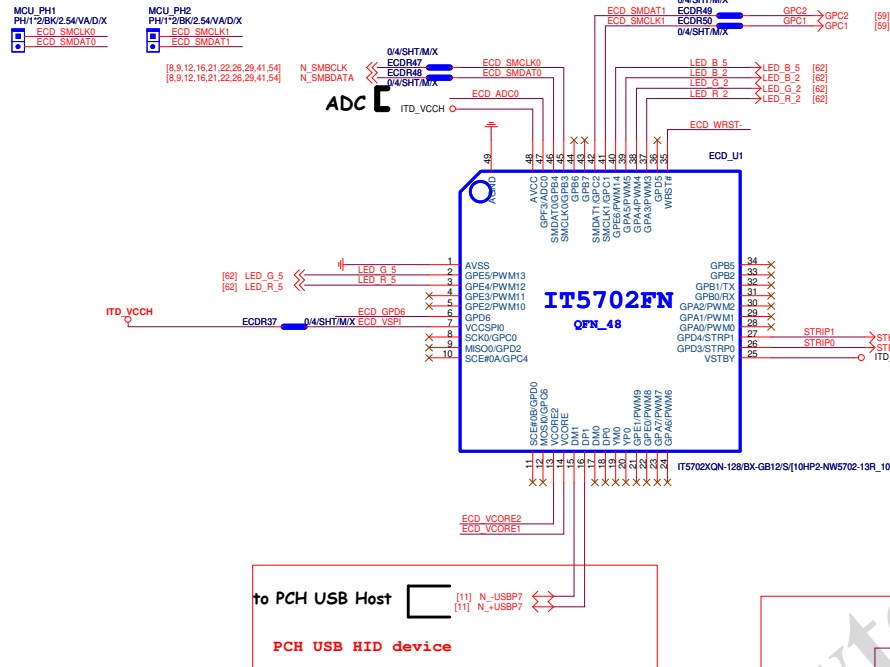 MCU_PH1
PH/1*2/BK/2.54/VA/D/X
ECD_SMCLK0
ECD_SMDAT0
MCU_PH2
PH/1*2/BK/2.54/VA/D/X
ECD_SMCLK1
ECD_SMDAT1
ECD_SMDAT1 ECDR49 GPC2 GPC2 [59]
ECD_SMCLK1 ECDR50 GPC1 GPC1 [59]
0/4/SHT/M/X
0/4/SHT/M/X
[8,9,12,16,21,22,26,29,41,54] N_SMBCLK ECDR47 ECD_SMCLK0
[8,9,12,16,21,22,26,29,41,54] N_SMBDATA ECDR48 ECD_SMDAT0
0/4/SHT/M/X
LED_B_5 LED_B_5 [62]
LED_B_2 LED_B_2 [62]
LED_G_2 LED_G_2 [62]
LED_R_2 LED_R_2 [62]
ADC
ECD_ADC0
ITD_VCCH
ECD_WRST-
ECD_U1
49 48 47 46 45 44 43 42 41 40 39 38 37 36 35
AGND
AVCC
GPF3/ADC0
SMDAT0/GPB4
SMCLK0/GPB3
GPB6
GPB7
SMDAT1/GPC2
SMCLK1/GPC1
GPE6/PWM14
GPA5/PWM5
GPA4/PWM4
GPA3/PWM3
GPD5
WRST#
1 AVSS
[62] LED_G_5 LED_G_5 2 GPE5/PWM13
[62] LED_R_5 LED_R_5 3 GPE4/PWM12
4 GPE3/PWM11
5 GPE2/PWM10
ECD_GPD6 6 GPD6
ITD_VCCH
ECDR37 0/4/SHT/M/X ECD_VSPI 7 VCCSPI0
8 SCK0/GPC0
9 MISO0/GPD2
10 SCE#0A/GPC4
IT5702FN
QFN_48
GPB5 34
GPB2 33
GPB1/TX 32
GPB0/RX 31
GPA2/PWM2 30
GPA1/PWM1 29
GPA0/PWM0 28
GPD4/STRP1 27 STRIP1
GPD3/STRP0 26 STRIP0
VSTBY 25
SCE#0B/GPD0
MOSI0/GPC6
VCORE2
VCORE
DM1
DP1
DM0
DP0
YM0
YP0
GPE1/PWM9
GPE0/PWM8
GPA7/PWM7
GPA6/PWM6
11 12 13 14 15 16 17 18 19 20 21 22 23 24
IT5702XQN-128/BX-GB12/S/[10HP2-NW5702-13R_10
ECD_VCORE2
ECD_VCORE1
to PCH USB Host
[11] N_-USBP7
[11] N_+USBP7
PCH USB HID device